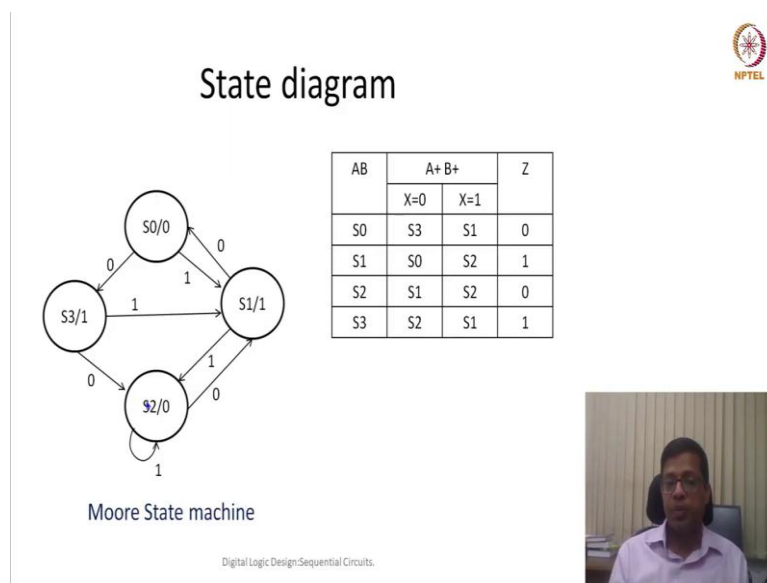 NPTEL
State diagram
AB A+ B+ Z
X=0 X=1
S0 S3 S1 0
S1 S0 S2 1
S2 S1 S2 0
S3 S2 S1 1
S0/0
0
0
1
S3/1
1
S1/1
0
1
0
S2/0
1
Moore State machine
Digital Logic Design:Sequential Circuits.